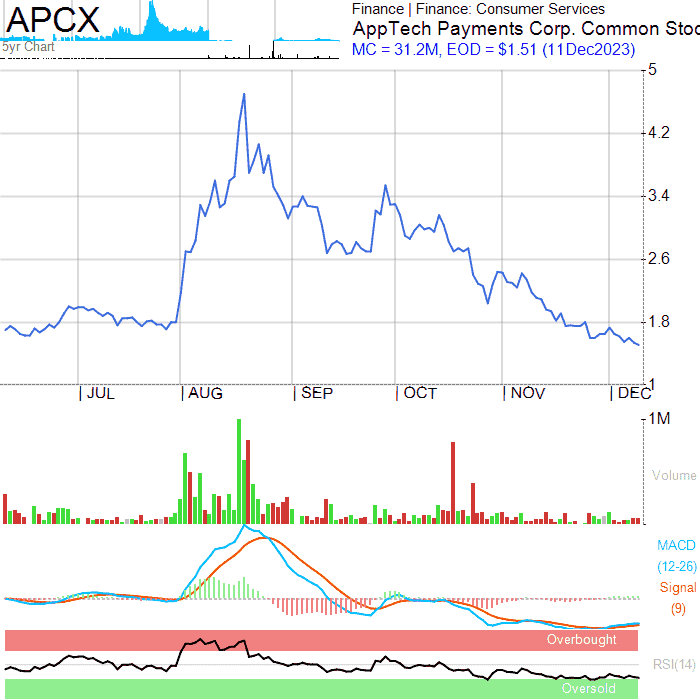 APCX
5yr Chart
Finance | Finance: Consumer Services
AppTech Payments Corp. Common Stoc
MC = 31.2M, EOD = $1.51 (11Dec2023)
5
4.2
3.4
2.6
1.8
1
JUL AUG SEP OCT NOV DEC
1M
Volume
MACD
(12-26)
Signal
(9)
Overbought
RSI(14)
Oversold